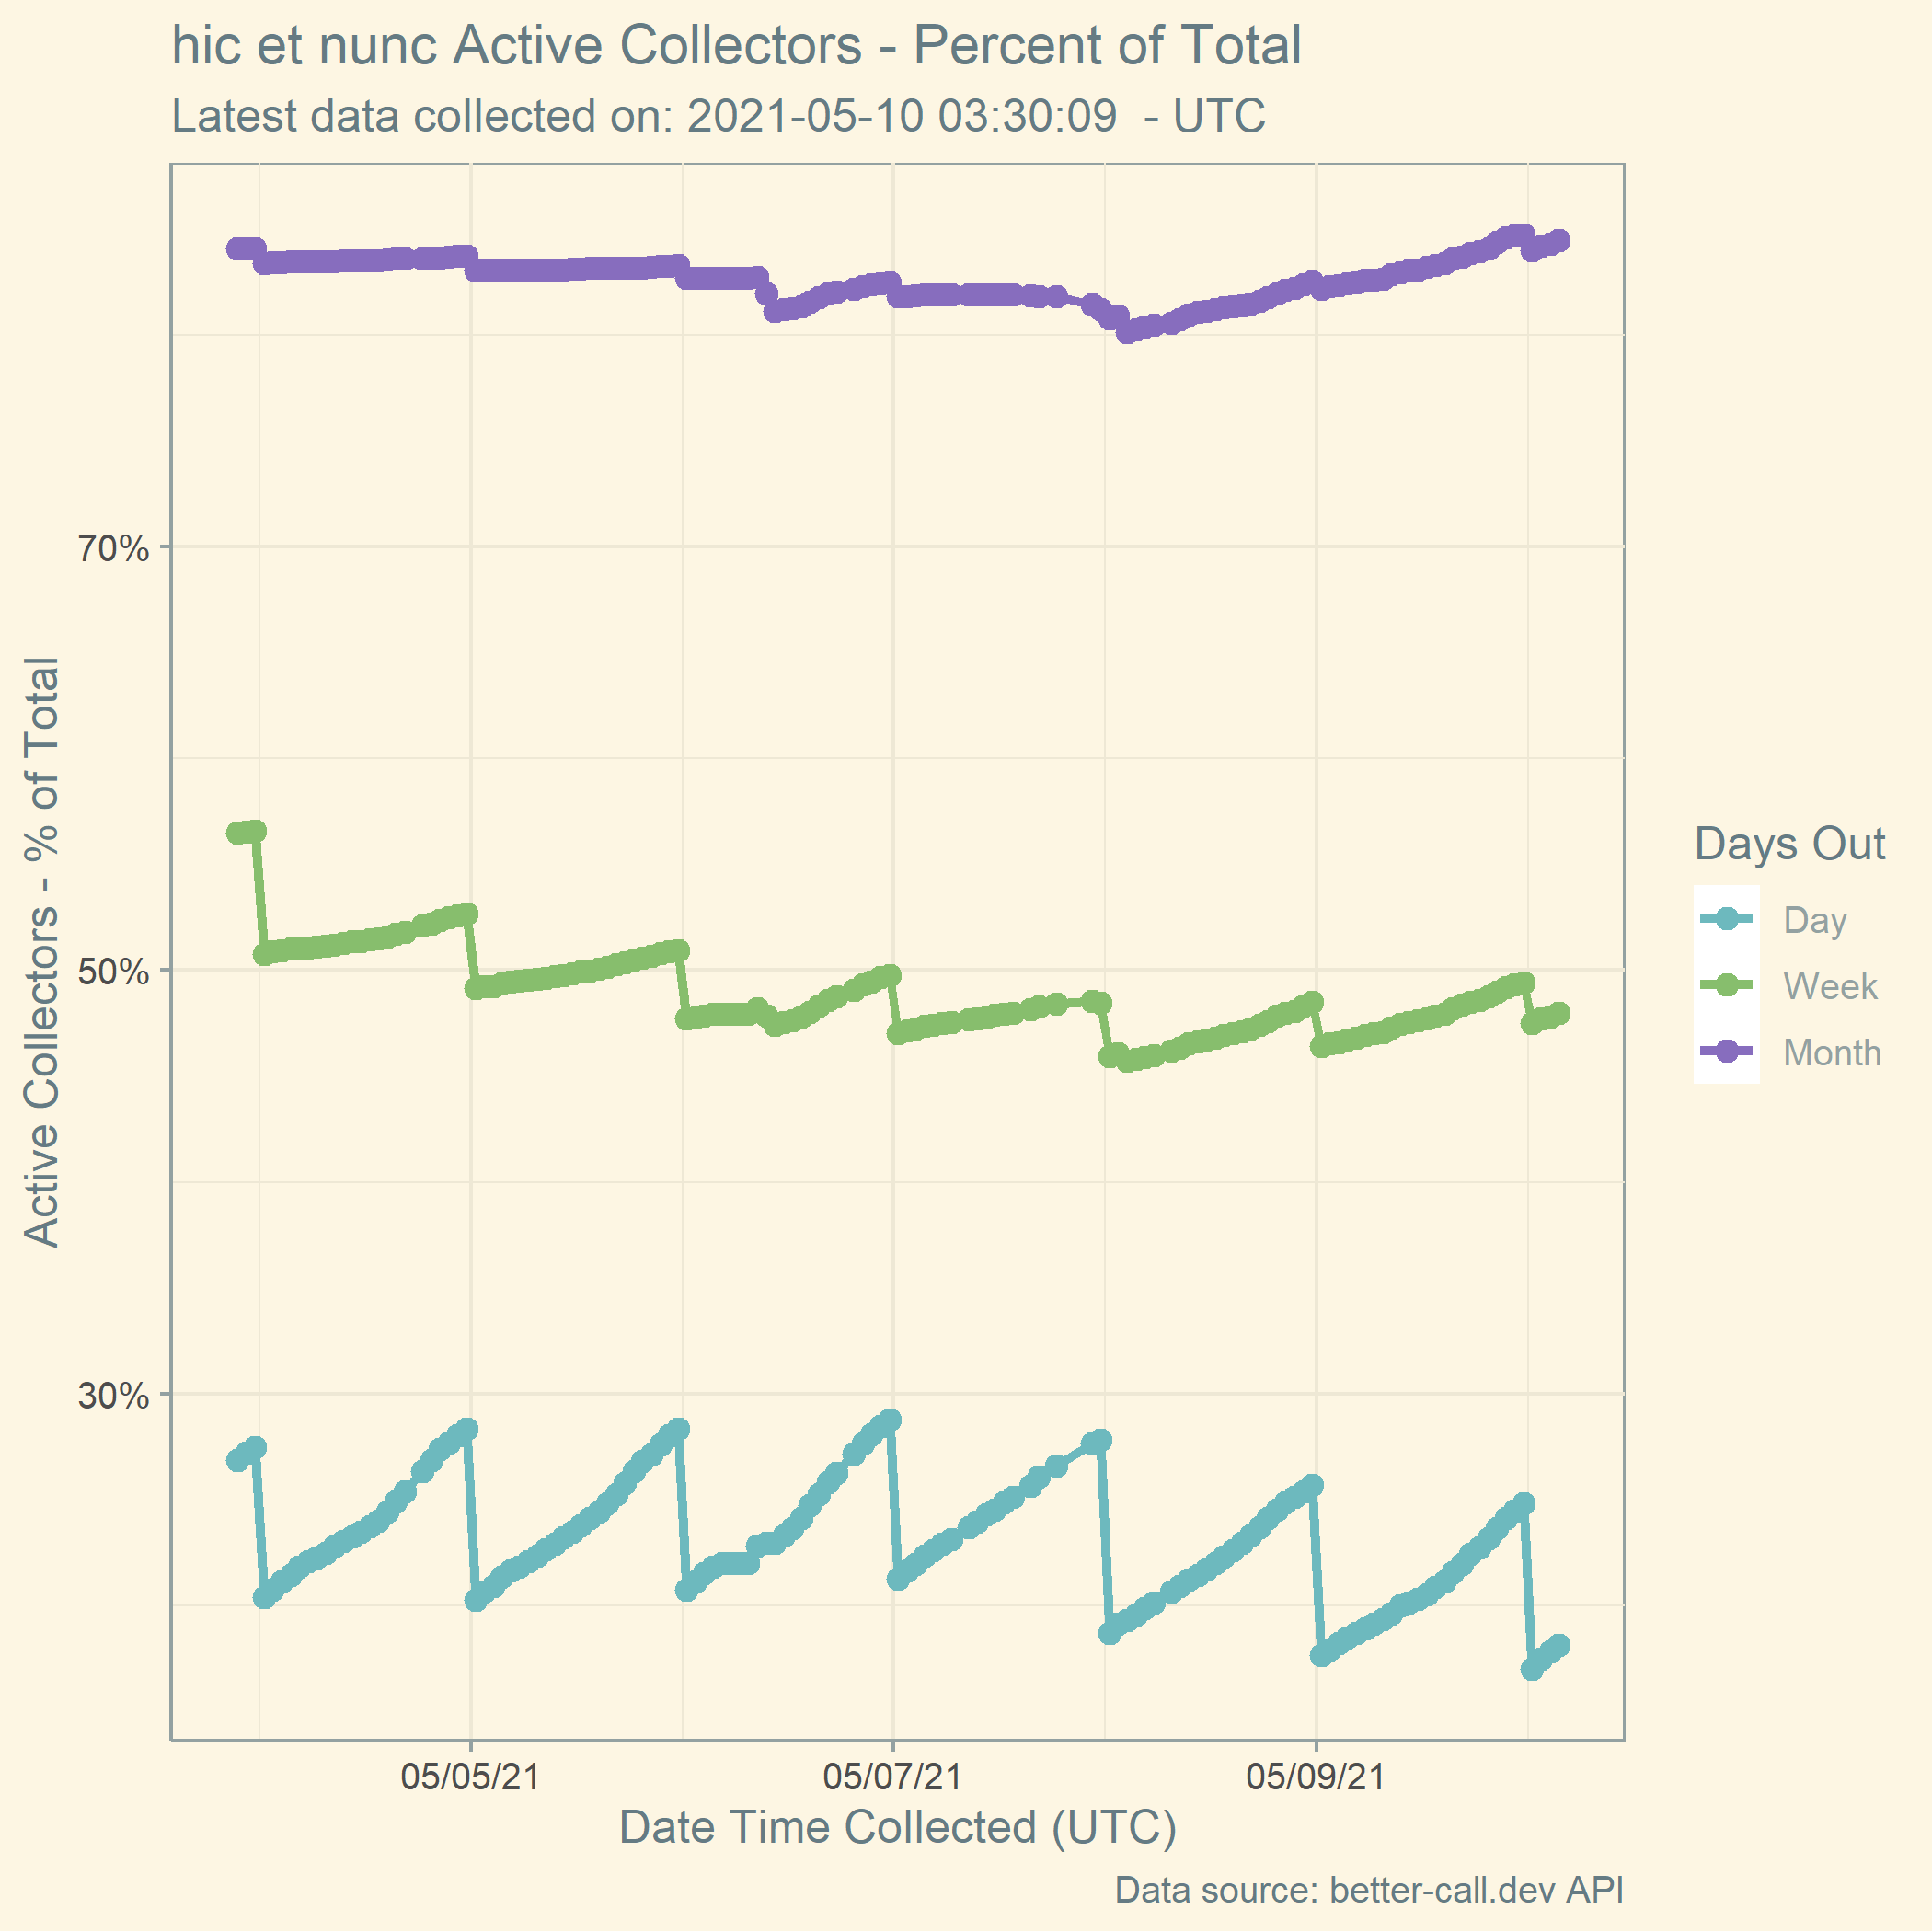 hic et nunc Active Collectors - Percent of Total
Latest data collected on: 2021-05-10 03:30:09  - UTC
Active Collectors - % of Total
70%
50%
30%
Days Out
Day
Week
Month
05/05/21
05/07/21
05/09/21
Date Time Collected (UTC)
Data source: better-call.dev API